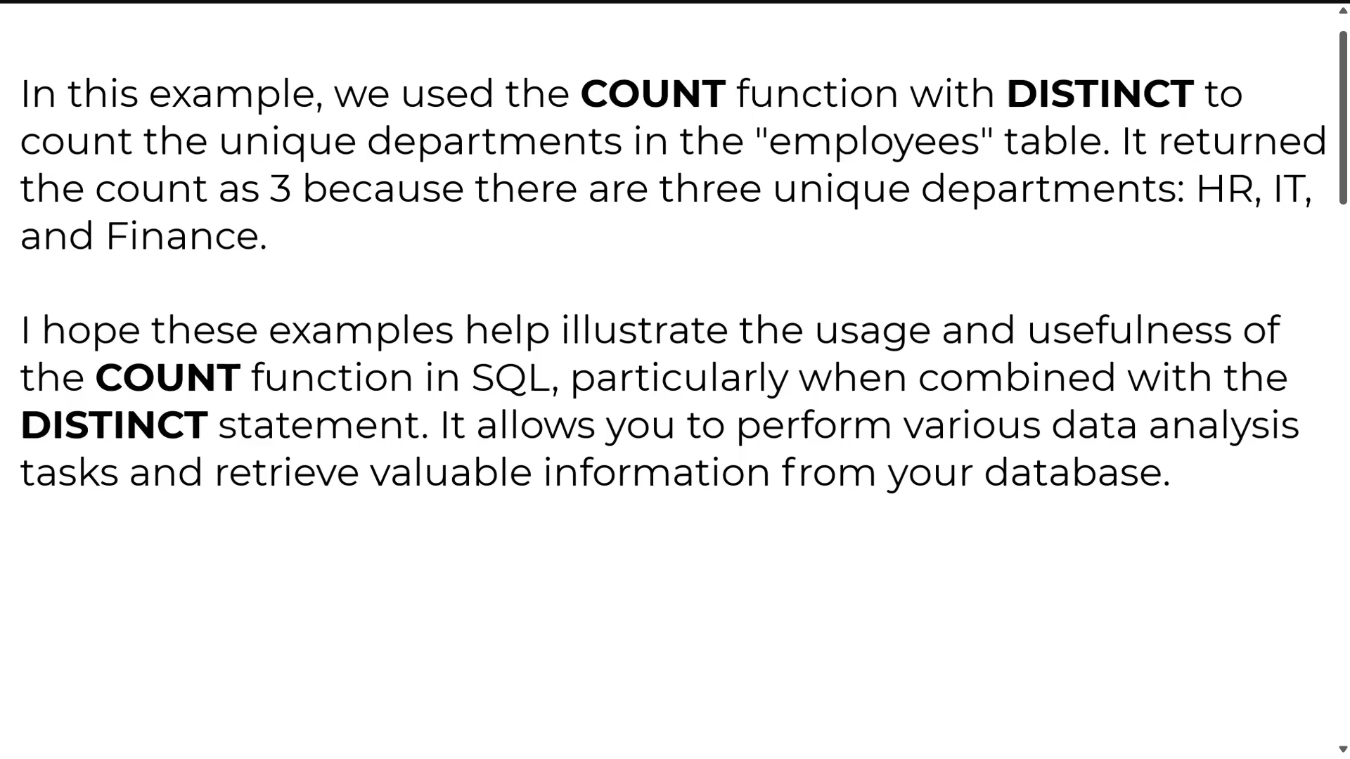 In this example, we used the COUNT function with DISTINCT to
count the unique departments in the "employees" table. It returned
the count as 3 because there are three unique departments: HR, IT,
and Finance.
I hope these examples help illustrate the usage and usefulness of
the COUNT function in SQL, particularly when combined with the
DISTINCT statement. It allows you to perform various data analysis
tasks and retrieve valuable information from your database.